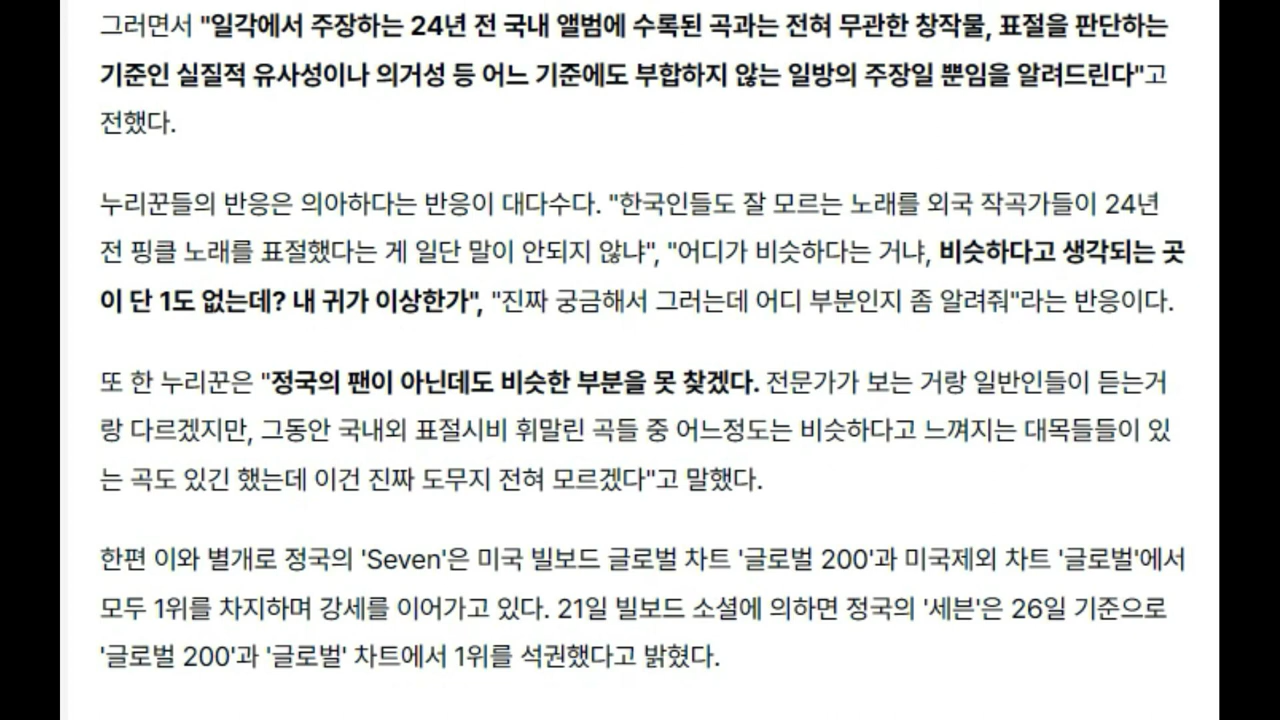 그러면서 "일각에서 주장하는 24년 전 국내 앨범에 수록된 곡과는 전혀 무관한 창작물, 표절을 판단하는
기준인 실질적 유사성이나 의거성 등 어느 기준에도 부합하지 않는 일방의 주장일 뿐임을 알려드린다"고
전했다.
누리꾼들의 반응은 의아하다는 반응이 대다수다. "한국인들도 잘 모르는 노래를 외국 작곡가들이 24년
전 핑클 노래를 표절했다는 게 일단 말이 안되지 않냐", "어디가 비슷하다는 거냐, 비슷하다고 생각되는 곳
이 단 1도 없는데? 내 귀가 이상한가", "진짜 궁금해서 그러는데 어디 부분인지 좀 알려줘"라는 반응이다.
또 한 누리꾼은 "정국의 팬이 아닌데도 비슷한 부분을 못 찾겠다. 전문가가 보는 거랑 일반인들이 듣는거
랑 다르겠지만, 그동안 국내외 표절시비 휘말린 곡들 중 어느정도는 비슷하다고 느껴지는 대목들들이 있
는 곡도 있긴 했는데 이건 진짜 도무지 전혀 모르겠다"고 말했다.
한편 이와 별개로 정국의 'Seven'은 미국 빌보드 글로벌 차트 '글로벌 200'과 미국제외 차트 '글로벌'에서
모두 1위를 차지하며 강세를 이어가고 있다. 21일 빌보드 소셜에 의하면 정국의 '세븐'은 26일 기준으로
'글로벌 200'과 '글로벌' 차트에서 1위를 석권했다고 밝혔다.